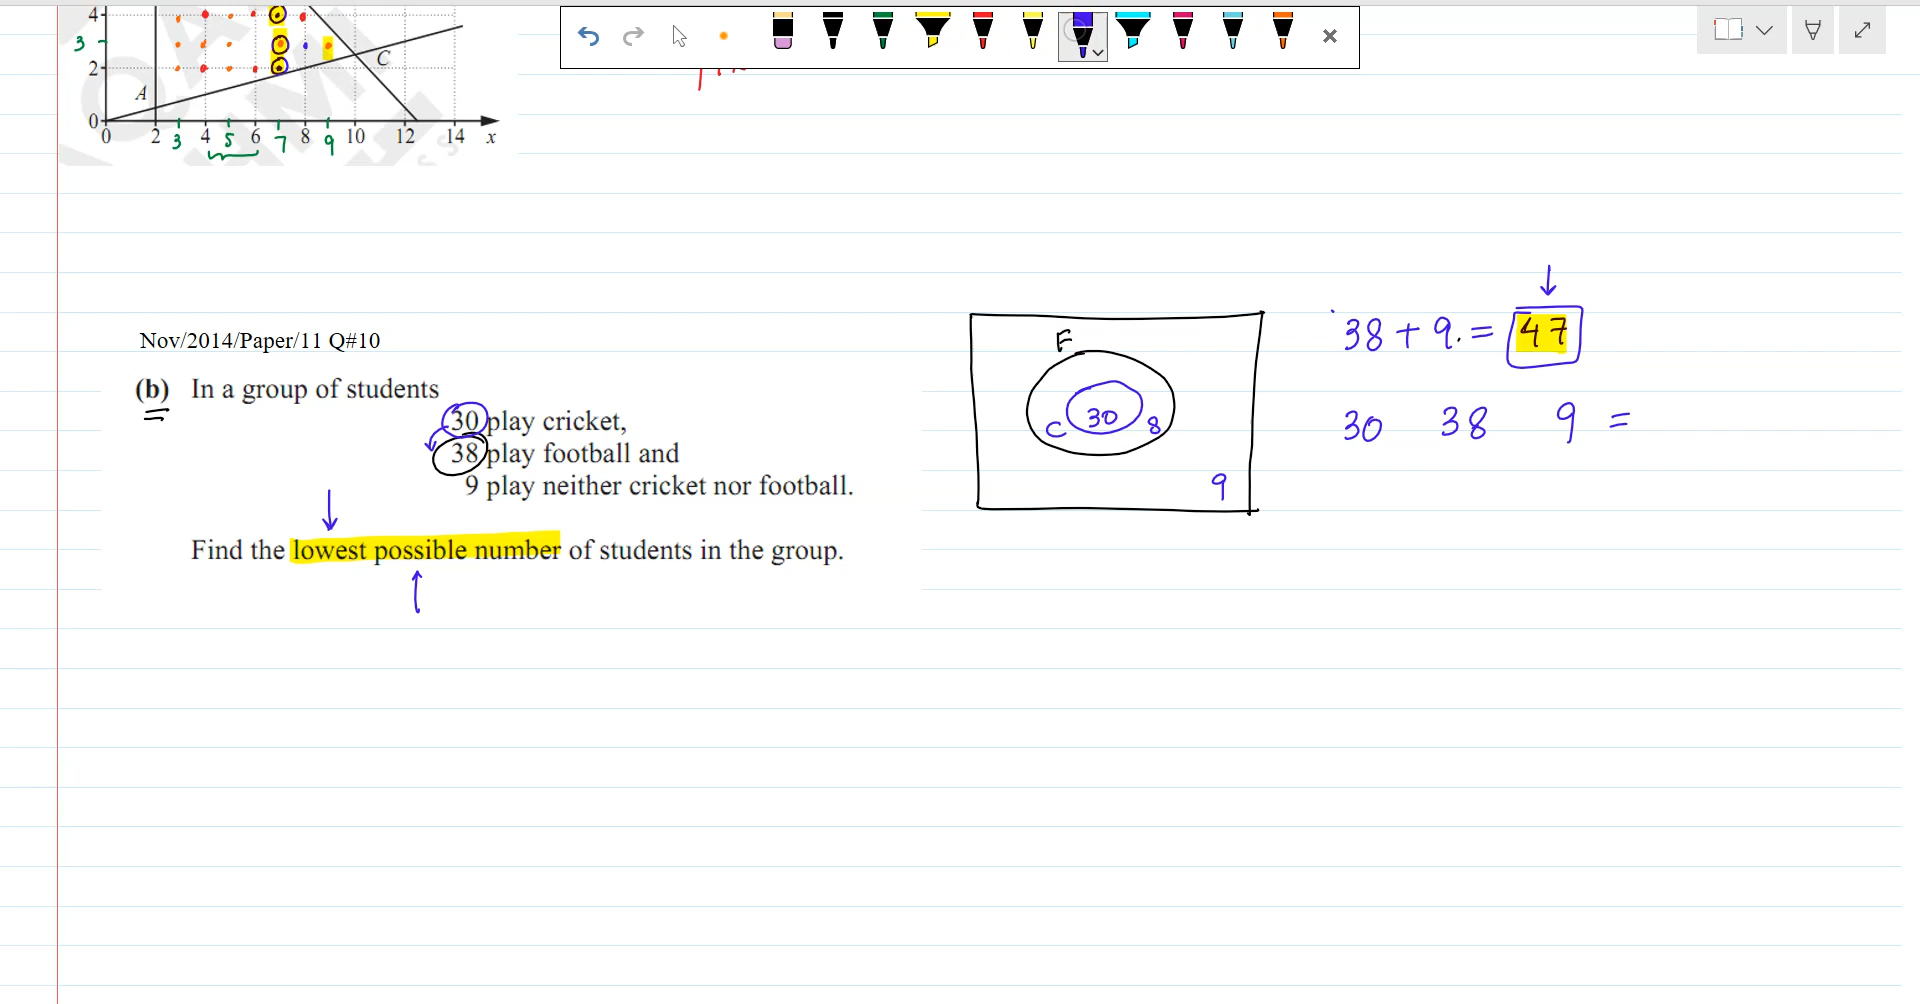 4
3
2
A
C
0
0 2 3 4 5 6 7 8 9 10 12 14 x
Nov/2014/Paper/11 Q#10
(b) In a group of students
30 play cricket,
38 play football and
9 play neither cricket nor football.
Find the lowest possible number of students in the group.
F
C 30 8
9
38 + 9. = 47
30 38 9 =